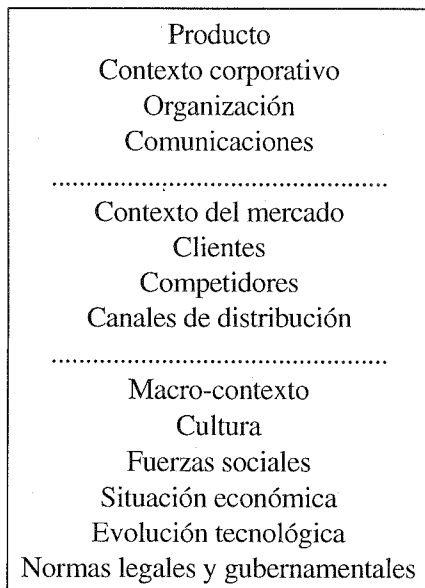 Producto
Contexto corporativo
Organización
Comunicaciones
................................................
Contexto del mercado
Clientes
Competidores
Canales de distribución
................................................
Macro-contexto
Cultura
Fuerzas sociales
Situación económica
Evolución tecnológica
Normas legales y gubernamentales